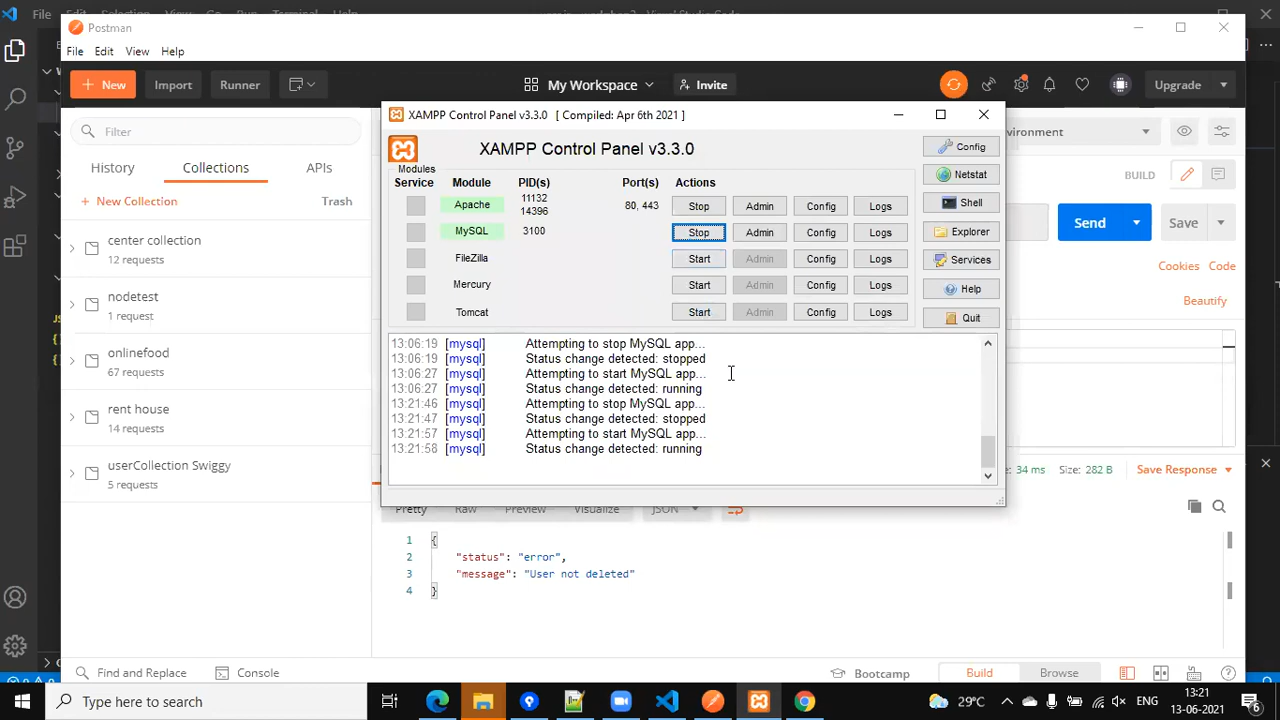 File Edit
Visual Studio Code
Postman
File Edit View Help
New Import Runner My Workspace Invite Upgrade
XAMPP Control Panel v3.3.0 [ Compiled: Apr 6th 2021 ]
Filter
History Collections APIs
+ New Collection Trash
center collection
12 requests
nodetest
1 request
onlinefood
67 requests
rent house
14 requests
userCollection Swiggy
5 requests
XAMPP Control Panel v3.3.0
Modules
Service Module PID(s) Port(s) Actions
Apache 11132 14396 80, 443 Stop Admin Config Logs
MySQL 3100 Stop Admin Config Logs
FileZilla Start Admin Config Logs
Mercury Start Admin Config Logs
Tomcat Start Admin Config Logs
Config
Netstat
Shell
Explorer
Services
Help
Quit
13:06:19 [mysql] Attempting to stop MySQL app...
13:06:19 [mysql] Status change detected: stopped
13:06:27 [mysql] Attempting to start MySQL app...
13:06:27 [mysql] Status change detected: running
13:21:46 [mysql] Attempting to stop MySQL app...
13:21:47 [mysql] Status change detected: stopped
13:21:57 [mysql] Attempting to start MySQL app...
13:21:58 [mysql] Status change detected: running
BUILD
Send Save
Cookies Code
Beautify
34 ms Size: 282 B Save Response
Pretty Raw Preview Visualize JSON
1 {
2 "status": "error",
3 "message": "User not deleted"
4 }
Find and Replace Console Bootcamp Build Browse
Type here to search
29°C ENG
13:21
13-06-2021
6